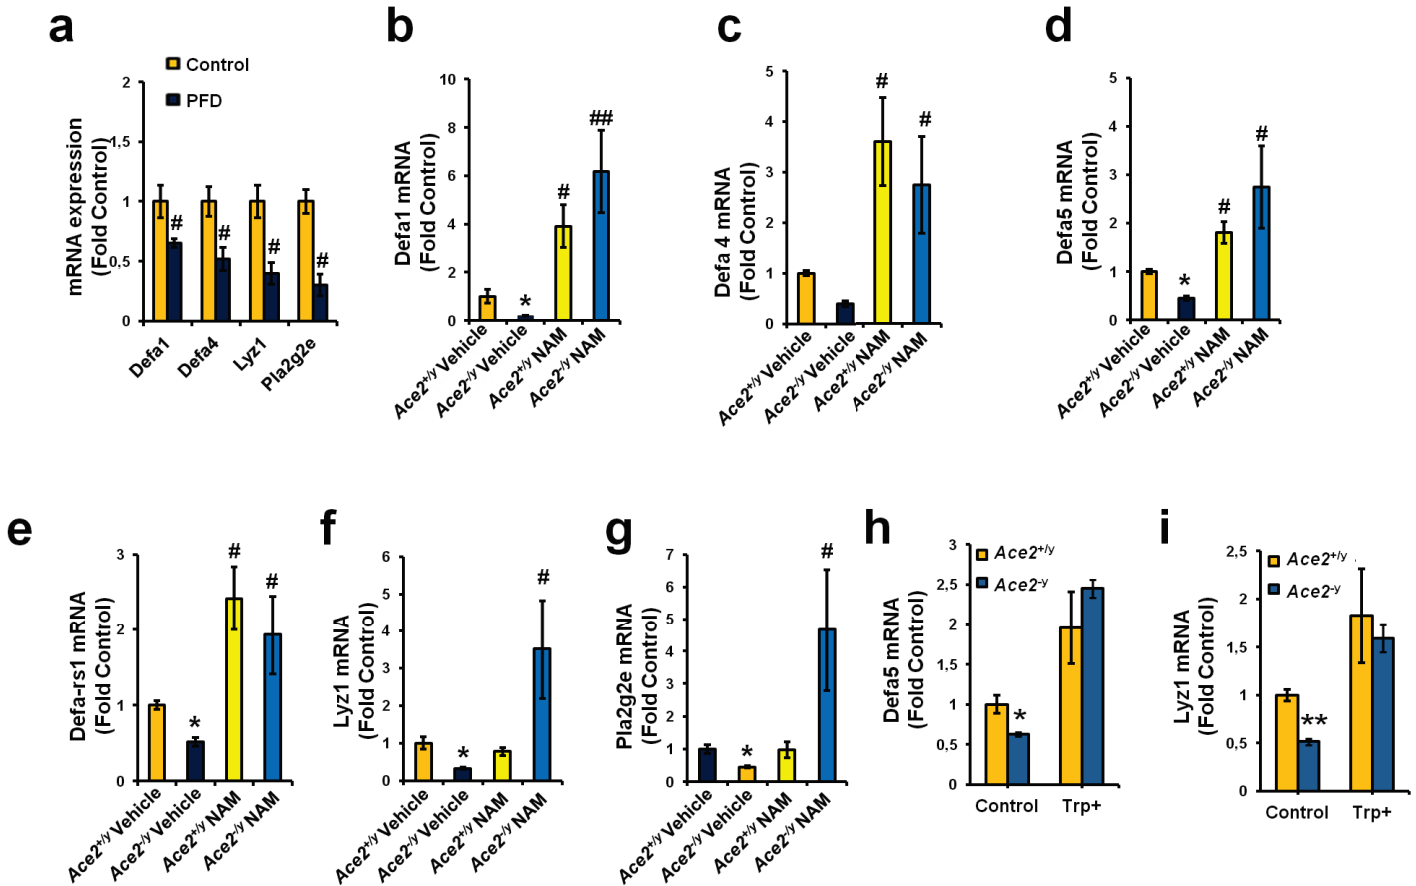 a
Control
PFD
mRNA expression
(Fold Control)
2
1,5
1
0,5
0
#
#
#
#
Defa1
Defa4
Lyz1
Pla2g2e
b
Defa1 mRNA
(Fold Control)
10
8
6
4
2
0
*
#
##
Ace2+/y Vehicle
Ace2-/y Vehicle
Ace2+/y NAM
Ace2-/y NAM
c
Defa 4 mRNA
(Fold Control)
5
4
3
2
1
0
#
#
Ace2+/y Vehicle
Ace2-/y Vehicle
Ace2+/y NAM
Ace2-/y NAM
d
Defa5 mRNA
(Fold Control)
5
4
3
2
1
0
*
#
#
Ace2+/y Vehicle
Ace2-/y Vehicle
Ace2+/y NAM
Ace2-/y NAM
e
Defa-rs1 mRNA
(Fold Control)
3
2
1
0
*
#
#
Ace2+/y Vehicle
Ace2-/y Vehicle
Ace2+/y NAM
Ace2-/y NAM
f
Lyz1 mRNA
(Fold Control)
6
5
4
3
2
1
0
*
#
Ace2+/y Vehicle
Ace2-/y Vehicle
Ace2+/y NAM
Ace2-/y NAM
g
Pla2g2e mRNA
(Fold Control)
7
6
5
4
3
2
1
0
*
#
Ace2+/y Vehicle
Ace2-/y Vehicle
Ace2+/y NAM
Ace2-/y NAM
h
Ace2+/y
Ace2-y
Defa5 mRNA
(Fold Control)
3
2,5
2
1,5
1
0,5
0
*
Control
Trp+
i
Ace2+/y
Ace2-y
Lyz1 mRNA
(Fold Control)
2,5
2
1,5
1
0,5
0
**
Control
Trp+